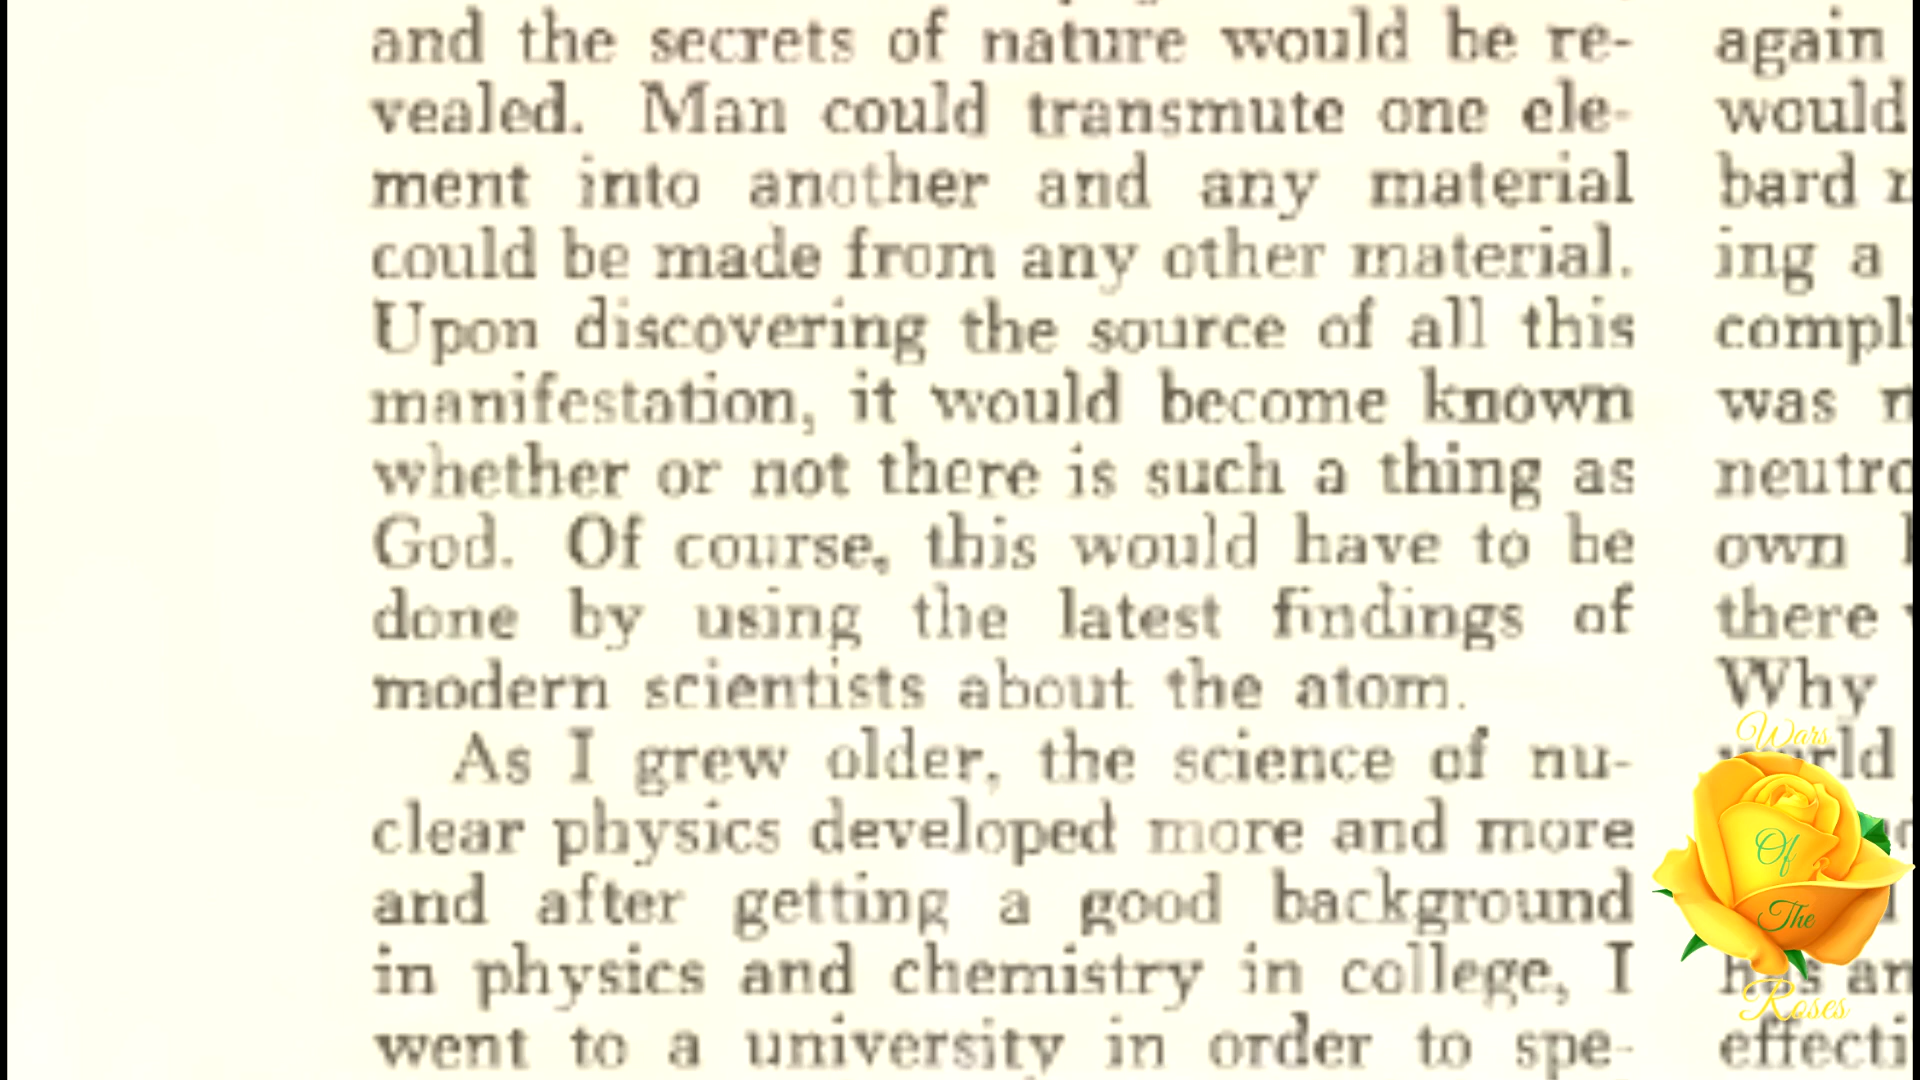 and the secrets of nature would be re-
vealed. Man could transmute one ele-
ment into another and any material
could be made from any other material.
Upon discovering the source of all this
manifestation, it would become known
whether or not there is such a thing as
God. Of course, this would have to be
done by using the latest findings of
modern scientists about the atom.
As I grew older, the science of nu-
clear physics developed more and more
and after getting a good background
in physics and chemistry in college, I
went to a university in order to spe-
again
would
bard
ing a
compl
was
neutro
own
there
Why
has an
effecti
Wars
Of
The
Roses